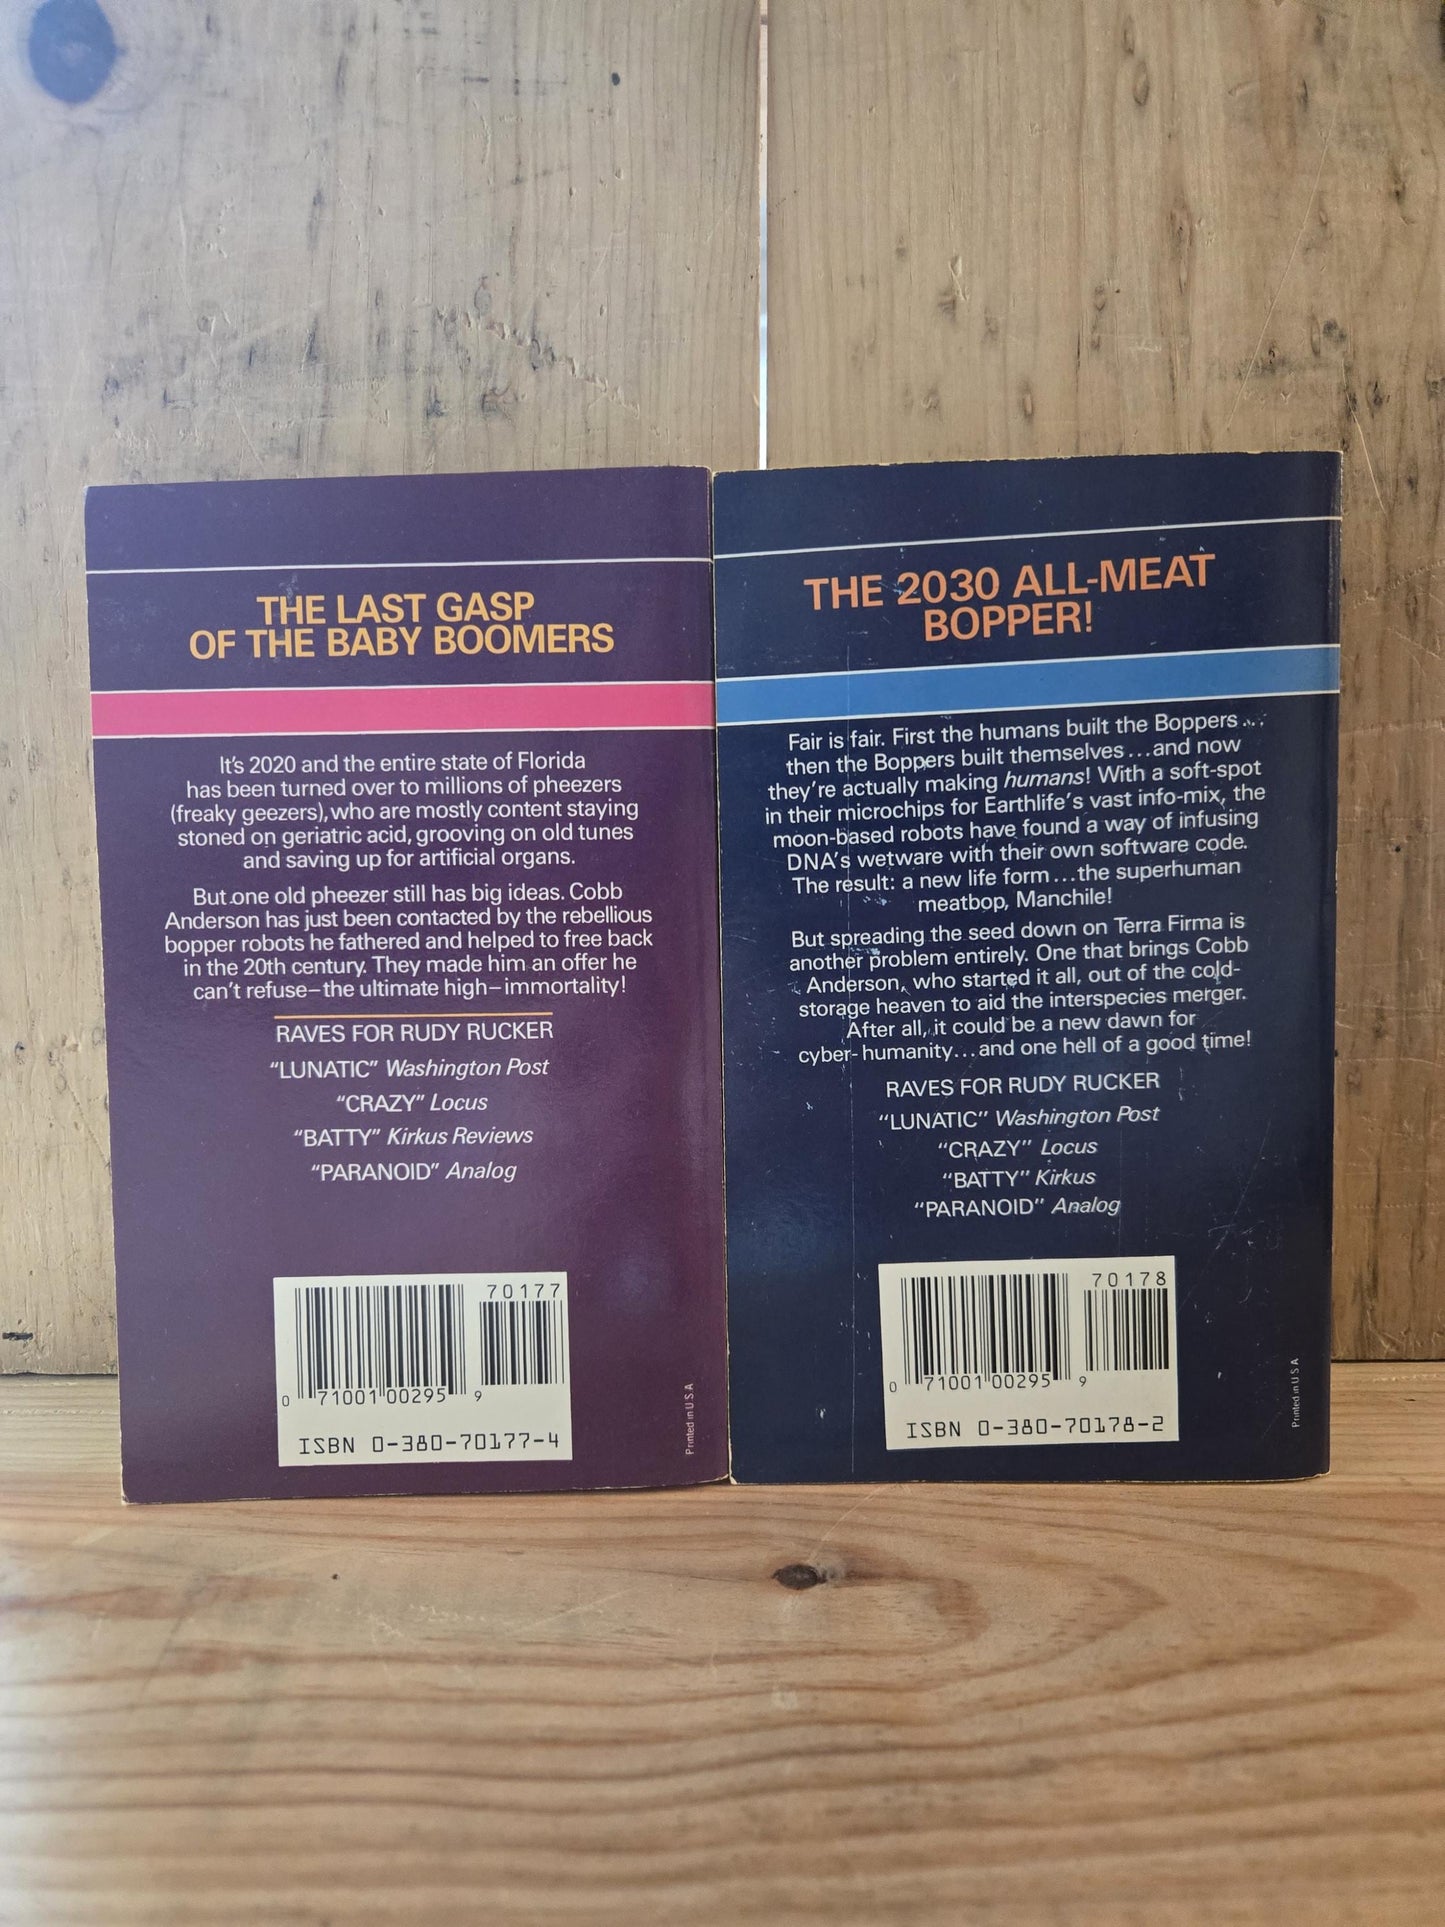 THE LAST GASP
OF THE BABY BOOMERS
It's 2020 and the entire state of Florida
has been turned over to millions of pheezers
(freaky geezers), who are mostly content staying
stoned on geriatric acid, grooving on old tunes
and saving up for artificial organs.
But one old pheezer still has big ideas. Cobb
Anderson has just been contacted by the rebellious
bopper robots he fathered and helped to free back
in the 20th century. They made him an offer he
can't refuse–the ultimate high–immortality!
RAVES FOR RUDY RUCKER
"LUNATIC" Washington Post
"CRAZY" Locus
"BATTY" Kirkus Reviews
"PARANOID" Analog
70177
0 71001 00295 9
ISBN 0-380-70177-4
Printed in U S A
THE 2030 ALL-MEAT
BOPPER!
Fair is fair. First the humans built the Boppers...
then the Boppers built themselves...and now
they're actually making humans! With a soft-spot
in their microchips for Earthlife's vast info-mix, the
moon-based robots have found a way of infusing
DNA's wetware with their own software code.
The result: a new life form...the superhuman
meatbop, Manchile!
But spreading the seed down on Terra Firma is
another problem entirely. One that brings Cobb
Anderson, who started it all, out of the cold-
storage heaven to aid the interspecies merger.
After all, it could be a new dawn for
cyber-humanity...and one hell of a good time!
RAVES FOR RUDY RUCKER
"LUNATIC" Washington Post
"CRAZY" Locus
"BATTY" Kirkus
"PARANOID" Analog
70178
0 71001 00295 9
ISBN 0-380-70178-2
Printed in U S A